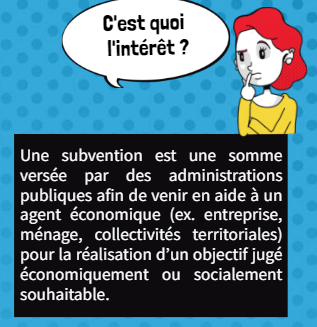 C'est quoi
l'intérêt ?
Une subvention est une somme
versée par des administrations
publiques afin de venir en aide à un
agent économique (ex. entreprise,
ménage, collectivités territoriales)
pour la réalisation d'un objectif jugé
économiquement ou socialement
souhaitable.